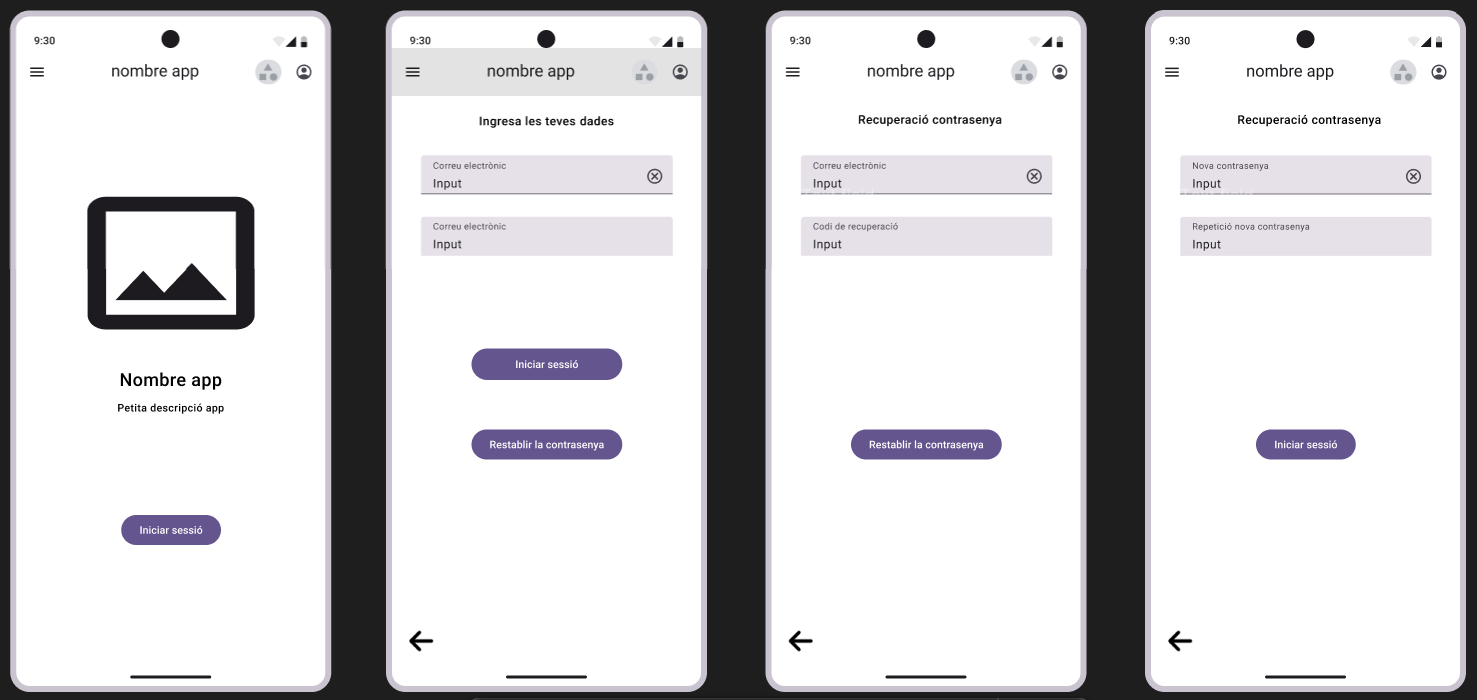 9:30
nombre app
Nombre app
Petita descripció app
Iniciar sessió
9:30
nombre app
Ingresa les teves dades
Correu electrònic
Input
Correu electrònic
Input
Iniciar sessió
Restablir la contrasenya
9:30
nombre app
Recuperació contrasenya
Correu electrònic
Input
Codi de recuperació
Input
Restablir la contrasenya
9:30
nombre app
Recuperació contrasenya
Nova contrasenya
Input
Repetició nova contrasenya
Input
Iniciar sessió